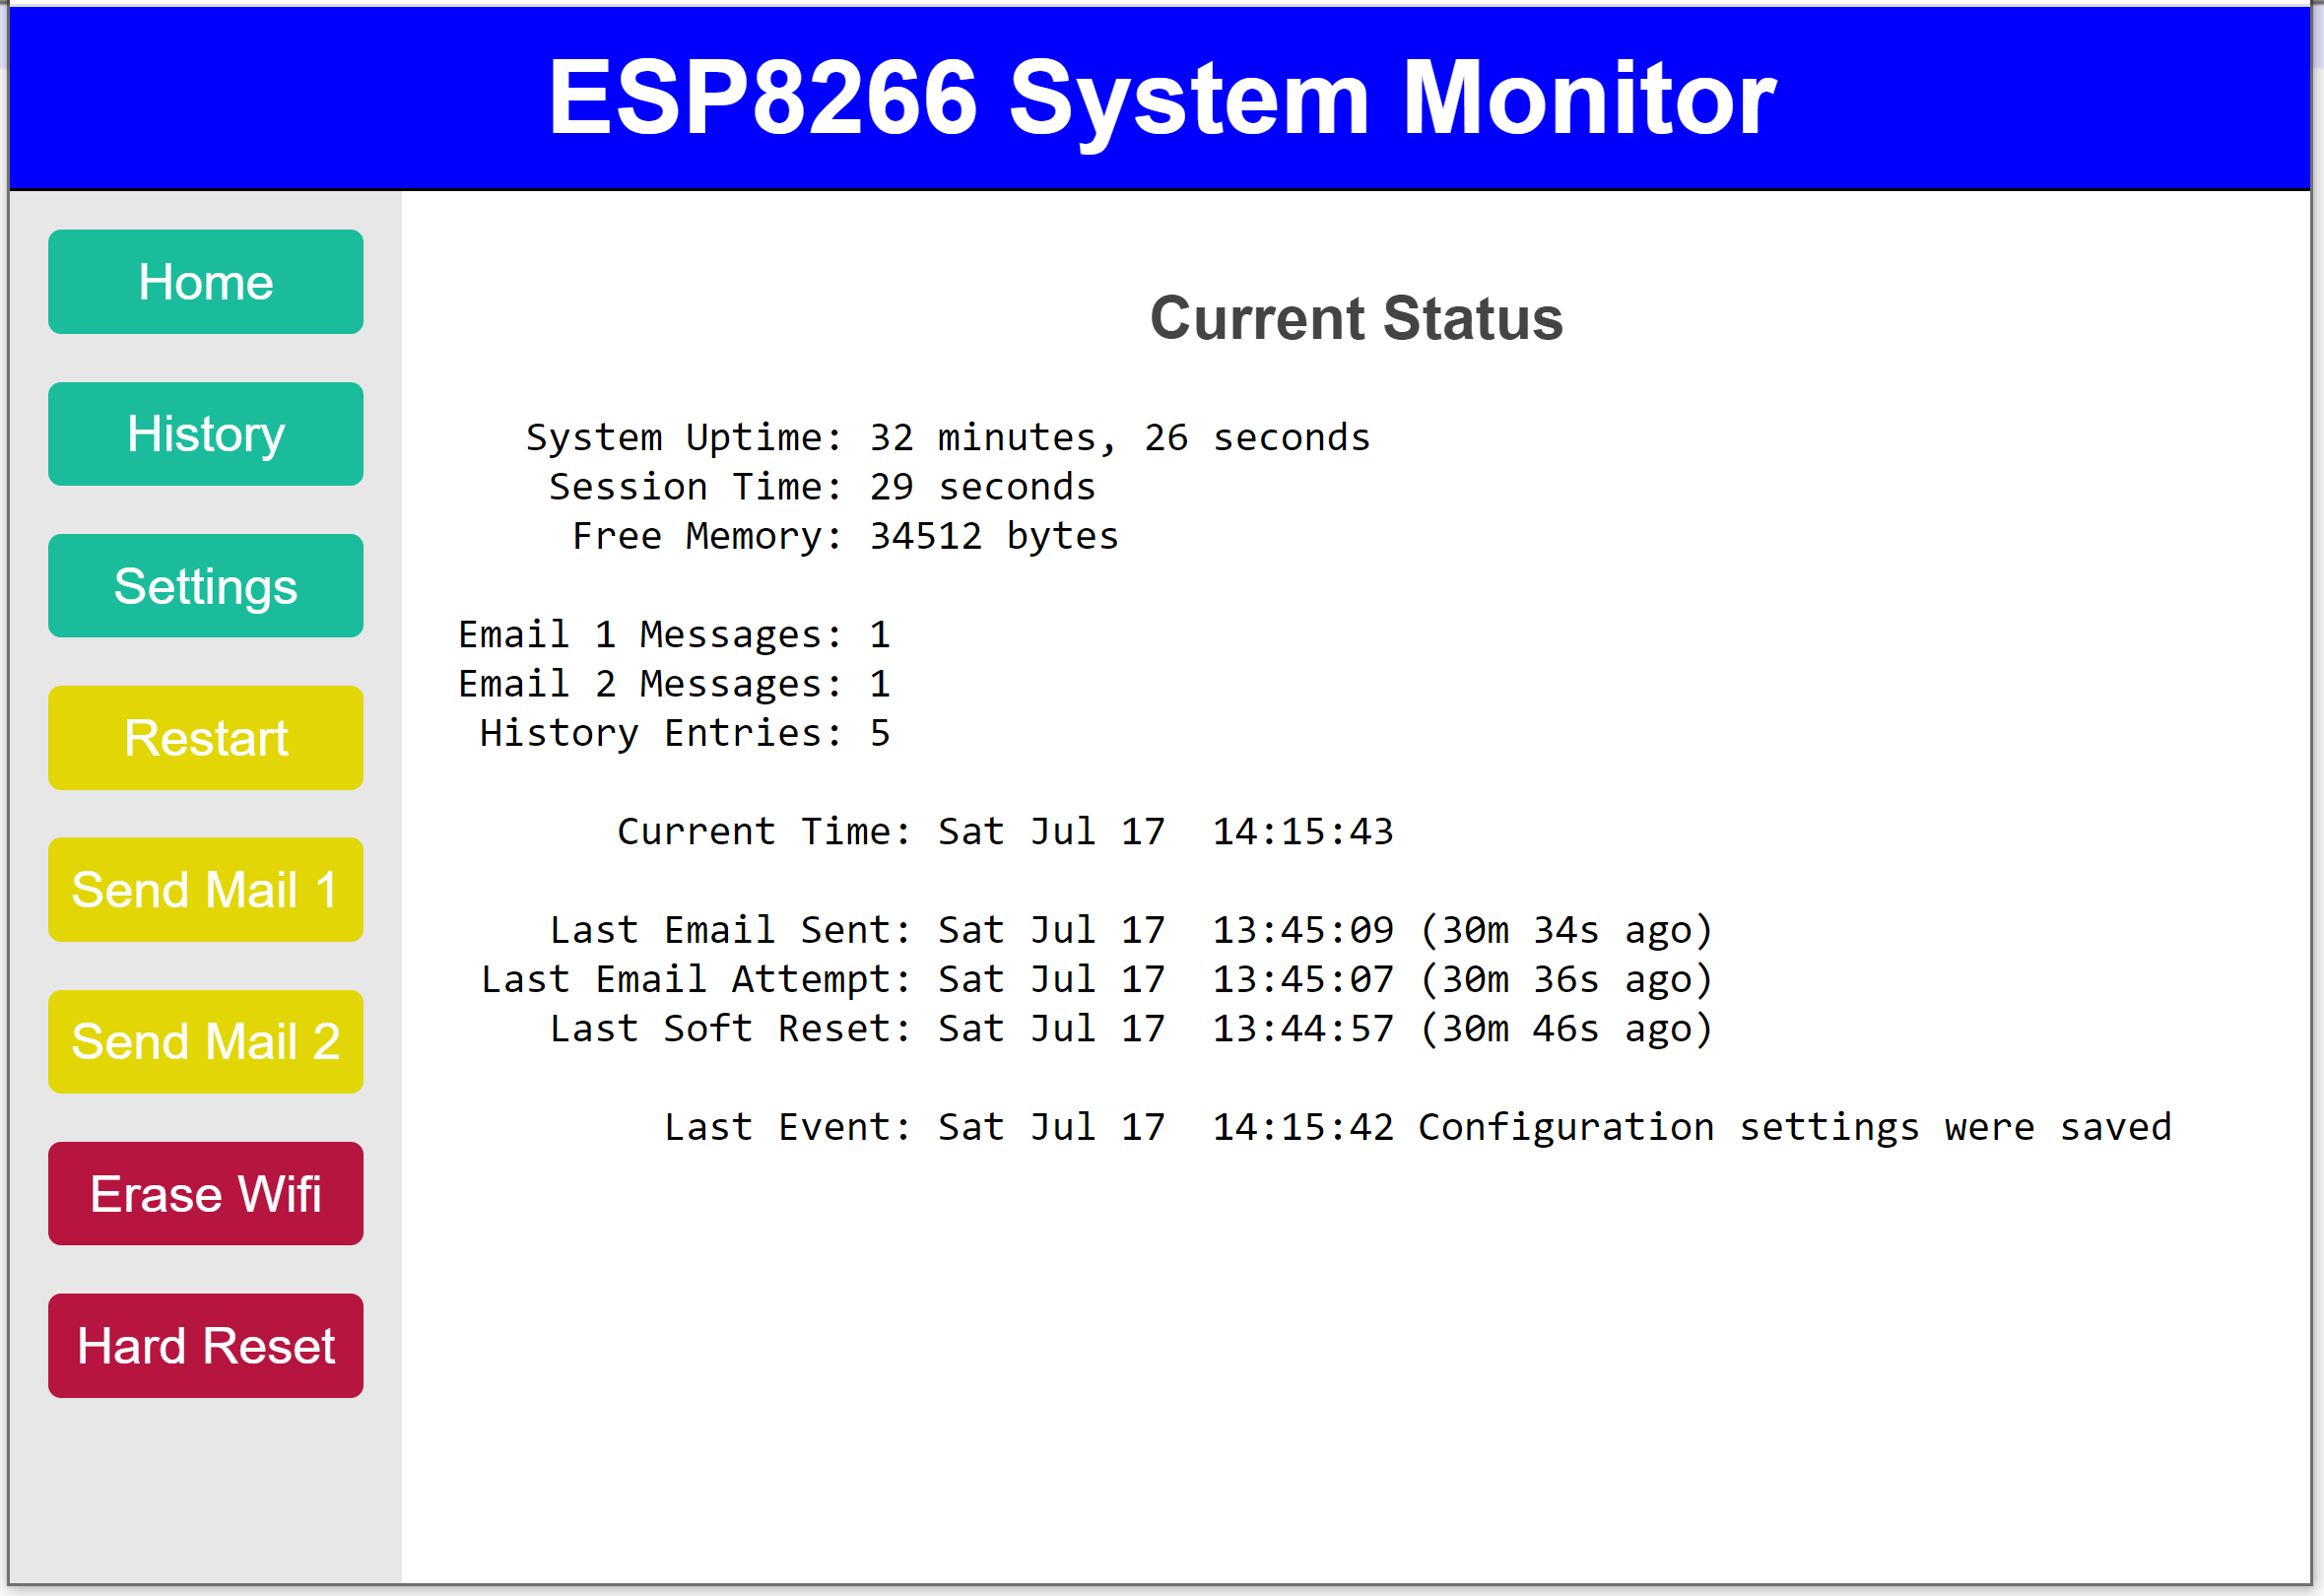 ESP8266 System Monitor
Home
History
Settings
Restart
Send Mail 1
Send Mail 2
Erase Wifi
Hard Reset
Current Status
System Uptime: 32 minutes, 26 seconds
Session Time: 29 seconds
Free Memory: 34512 bytes
Email 1 Messages: 1
Email 2 Messages: 1
History Entries: 5
Current Time: Sat Jul 17  14:15:43
Last Email Sent: Sat Jul 17  13:45:09 (30m 34s ago)
Last Email Attempt: Sat Jul 17  13:45:07 (30m 36s ago)
Last Soft Reset: Sat Jul 17  13:44:57 (30m 46s ago)
Last Event: Sat Jul 17  14:15:42 Configuration settings were saved